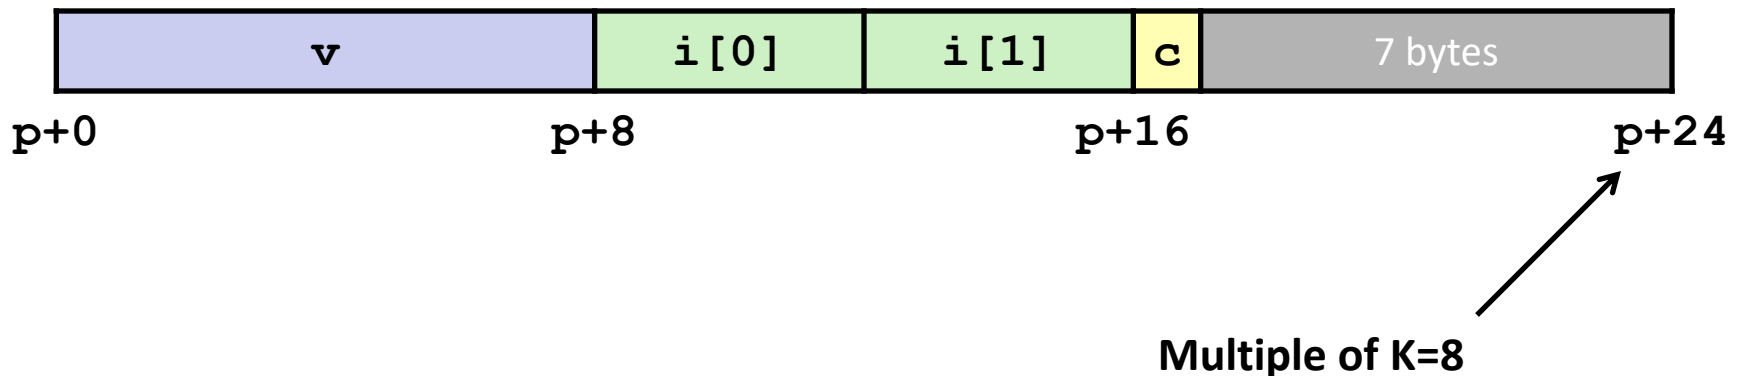 v i[0] i[1] c 7 bytes
p+0 p+8 p+16 p+24
Multiple of K=8